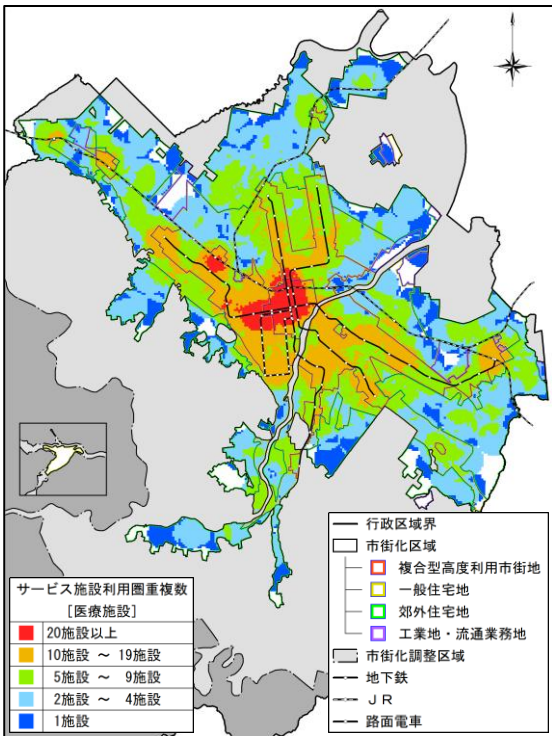 サービス施設利用圏重複数
[医療施設]
20施設以上
10施設 ～ 19施設
5施設 ～ 9施設
2施設 ～ 4施設
1施設
行政区域界
市街化区域
複合型高度利用市街地
一般住宅地
郊外住宅地
工業地・流通業務地
市街化調整区域
地下鉄
ＪＲ
路面電車